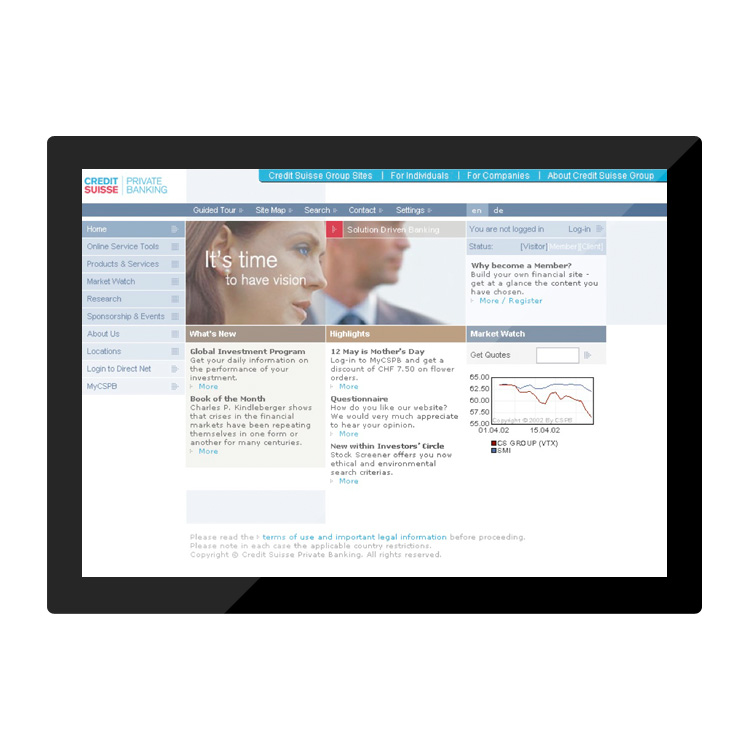 CREDIT SUISSE
PRIVATE BANKING
Credit Suisse Group Sites | For Individuals | For Companies | About Credit Suisse Group
Guided Tour Site Map Search Contact Settings en de
Home
Online Service Tools
Products & Services
Market Watch
Research
Sponsorship & Events
About Us
Locations
Login to Direct Net
MyCSPB
It's time
to have vision
Solution Driven Banking
You are not logged in Log-in
Status: [Visitor][Member][Client]
Why become a Member?
Build your own financial site -
get at a glance the content you
have chosen.
More / Register
What's New
Global Investment Program
Get your daily information on
the performance of your
investment.
More
Book of the Month
Charles P. Kindleberger shows
that crises in the financial
markets have been repeating
themselves in one form or
another for many centuries.
More
Highlights
12 May is Mother's Day
Log-in to MyCSPB and get a
discount of CHF 7.50 on flower
orders.
More
Questionnaire
How do you like our website?
We would very much appreciate
to hear your opinion.
More
New within Investors' Circle
Stock Screener offers you now
ethical and environmental
search criterias.
More
Market Watch
Get Quotes
65.00
62.50
60.00
57.50
55.00
Copyright © 2002 By CSPB
01.04.02 15.04.02
CS GROUP (VTX)
SMI
Please read the terms of use and important legal information before proceeding.
Please note in each case the applicable country restrictions.
Copyright © Credit Suisse Private Banking. All rights reserved.